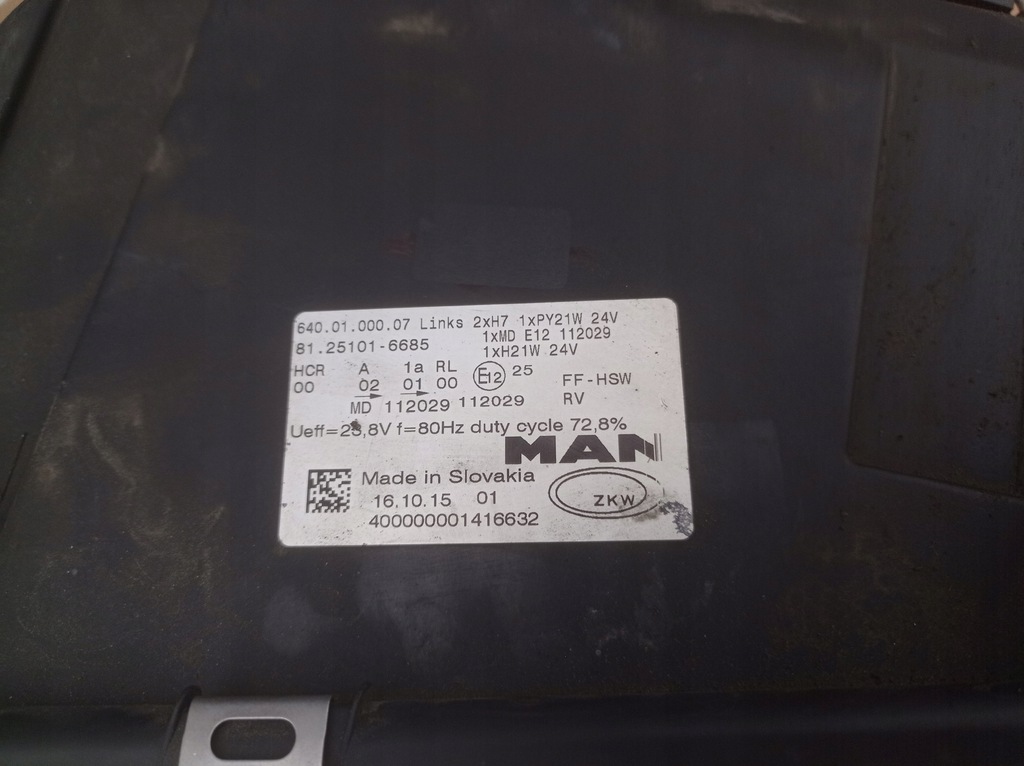 640.01.000.07 Links 2xH7 1xPY21W 24V
81.25101-6685 1xMD E12 112029
1xH21W 24V
HCR A 1a RL E12 25 FF-HSW
00 02 01 00 RV
MD 112029 112029
Ueff=23,8V f=80Hz duty cycle 72,8%
MAN
Made in Slovakia
16.10.15 01 ZKW
400000001416632